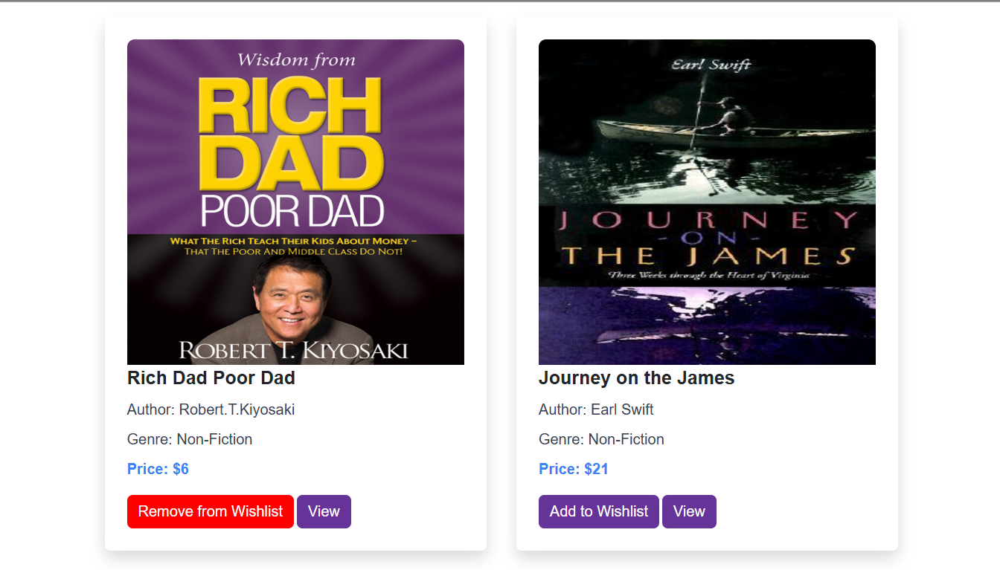 Wisdom from
RICH
DAD
POOR DAD
WHAT THE RICH TEACH THEIR KIDS ABOUT MONEY –
THAT THE POOR AND MIDDLE CLASS DO NOT!
ROBERT T. KIYOSAKI
Rich Dad Poor Dad
Author: Robert.T.Kiyosaki
Genre: Non-Fiction
Price: $6
Remove from Wishlist
View
Earl Swift
JOURNEY
-ON-
THE JAMES
Three Weeks through the Heart of Virginia
Journey on the James
Author: Earl Swift
Genre: Non-Fiction
Price: $21
Add to Wishlist
View